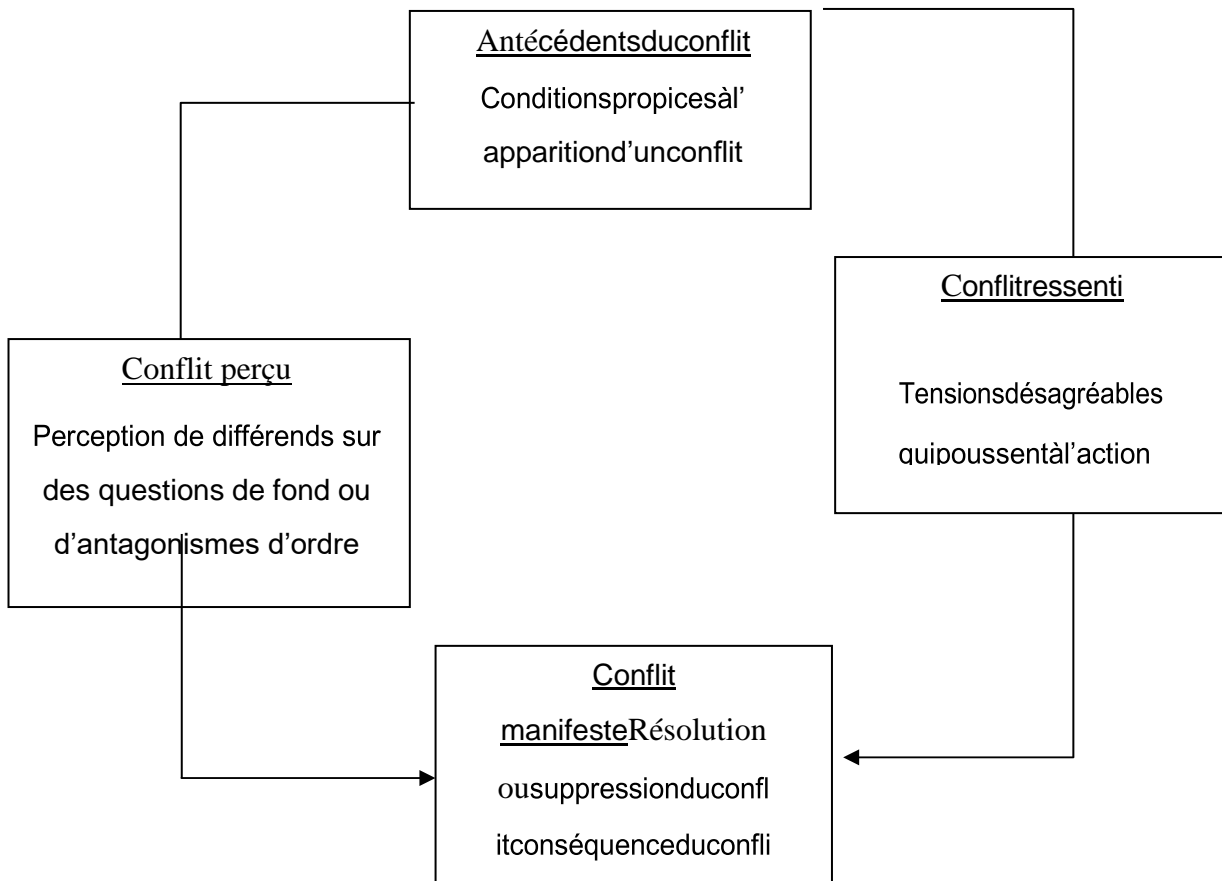 Antécédentsduconflit
Conditionspropicesàl'
apparitiond'unconflit
Conflit perçu
Perception de différends sur
des questions de fond ou
d'antagonismes d'ordre
Conflitressenti
Tensionsdésagréables
quipoussentàl'action
Conflit
manifesteRésolution
ousuppressionduconfl
itconséquenceduconfli